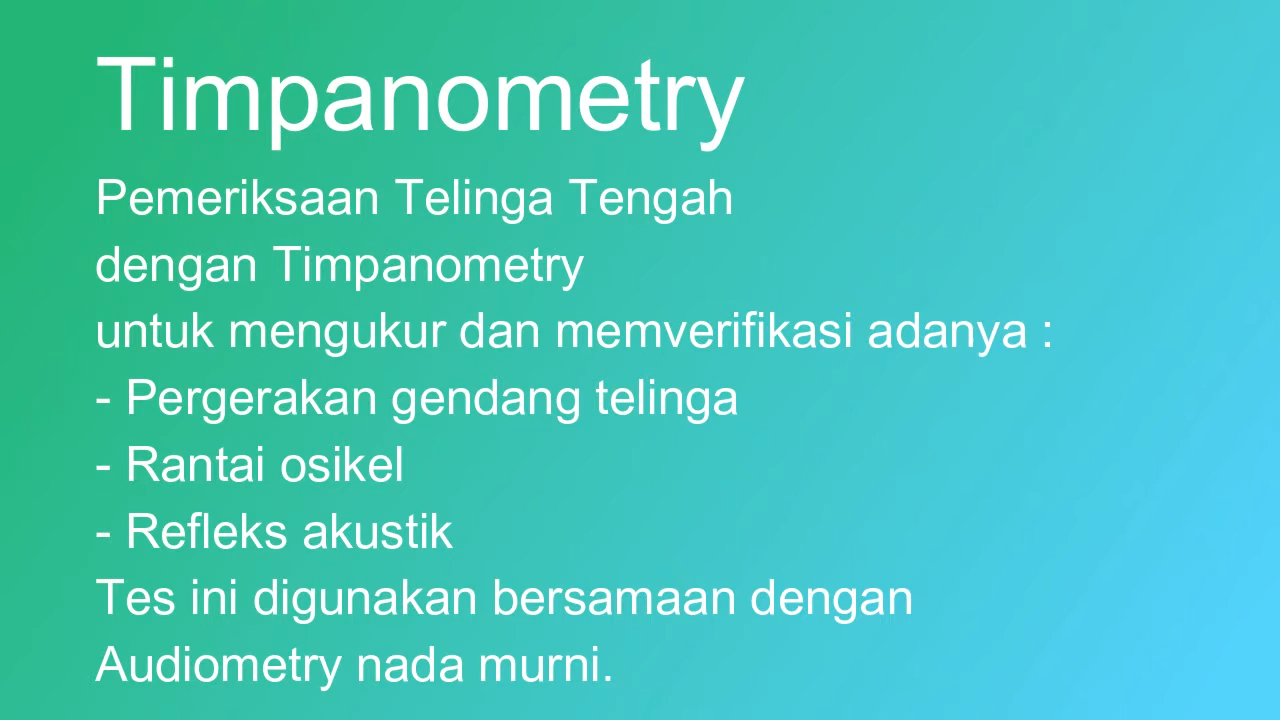 Timpanometry
Pemeriksaan Telinga Tengah
dengan Timpanometry
untuk mengukur dan memverifikasi adanya :
- Pergerakan gendang telinga
- Rantai osikel
- Refleks akustik
Tes ini digunakan bersamaan dengan
Audiometry nada murni.